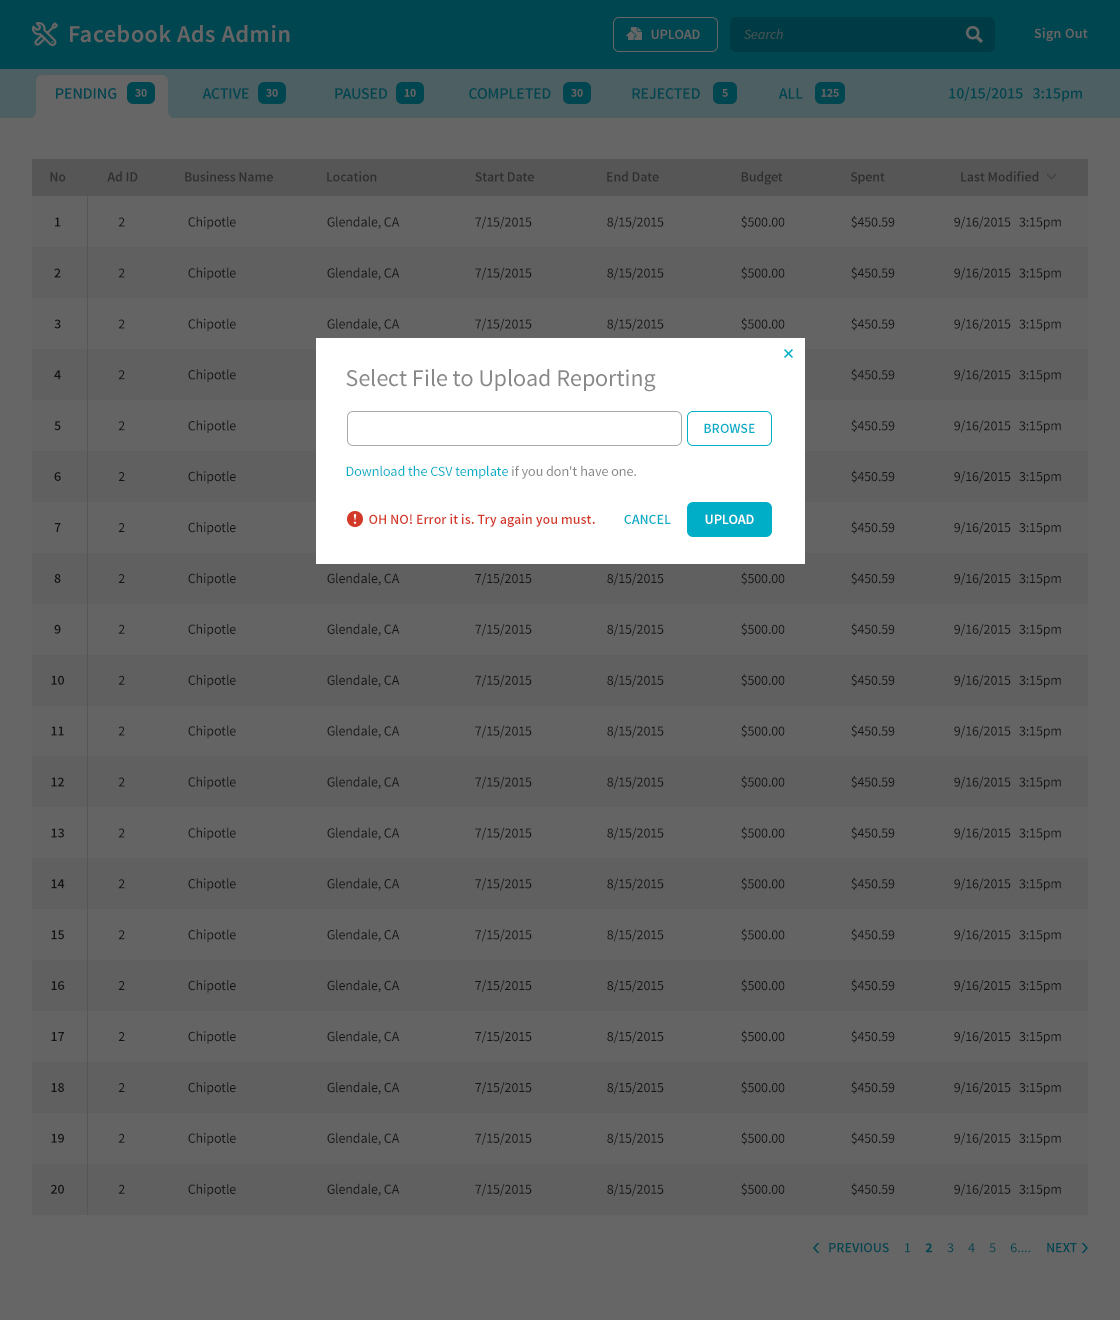 Facebook Ads Admin UPLOAD Search Sign Out
PENDING 30 ACTIVE 30 PAUSED 10 COMPLETED 30 REJECTED 5 ALL 125 10/15/2015 3:15pm
No Ad ID Business Name Location Start Date End Date Budget Spent Last Modified
1 2 Chipotle Glendale, CA 7/15/2015 8/15/2015 $500.00 $450.59 9/16/2015 3:15pm
2 2 Chipotle Glendale, CA 7/15/2015 8/15/2015 $500.00 $450.59 9/16/2015 3:15pm
3 2 Chipotle Glendale, CA 7/15/2015 8/15/2015 $500.00 $450.59 9/16/2015 3:15pm
4 2 Chipotle $450.59 9/16/2015 3:15pm
5 2 Chipotle $450.59 9/16/2015 3:15pm
6 2 Chipotle $450.59 9/16/2015 3:15pm
7 2 Chipotle $450.59 9/16/2015 3:15pm
Select File to Upload Reporting
BROWSE
Download the CSV template if you don't have one.
! OH NO! Error it is. Try again you must. CANCEL UPLOAD
8 2 Chipotle Glendale, CA 7/15/2015 8/15/2015 $500.00 $450.59 9/16/2015 3:15pm
9 2 Chipotle Glendale, CA 7/15/2015 8/15/2015 $500.00 $450.59 9/16/2015 3:15pm
10 2 Chipotle Glendale, CA 7/15/2015 8/15/2015 $500.00 $450.59 9/16/2015 3:15pm
11 2 Chipotle Glendale, CA 7/15/2015 8/15/2015 $500.00 $450.59 9/16/2015 3:15pm
12 2 Chipotle Glendale, CA 7/15/2015 8/15/2015 $500.00 $450.59 9/16/2015 3:15pm
13 2 Chipotle Glendale, CA 7/15/2015 8/15/2015 $500.00 $450.59 9/16/2015 3:15pm
14 2 Chipotle Glendale, CA 7/15/2015 8/15/2015 $500.00 $450.59 9/16/2015 3:15pm
15 2 Chipotle Glendale, CA 7/15/2015 8/15/2015 $500.00 $450.59 9/16/2015 3:15pm
16 2 Chipotle Glendale, CA 7/15/2015 8/15/2015 $500.00 $450.59 9/16/2015 3:15pm
17 2 Chipotle Glendale, CA 7/15/2015 8/15/2015 $500.00 $450.59 9/16/2015 3:15pm
18 2 Chipotle Glendale, CA 7/15/2015 8/15/2015 $500.00 $450.59 9/16/2015 3:15pm
19 2 Chipotle Glendale, CA 7/15/2015 8/15/2015 $500.00 $450.59 9/16/2015 3:15pm
20 2 Chipotle Glendale, CA 7/15/2015 8/15/2015 $500.00 $450.59 9/16/2015 3:15pm
PREVIOUS 1 2 3 4 5 6.... NEXT